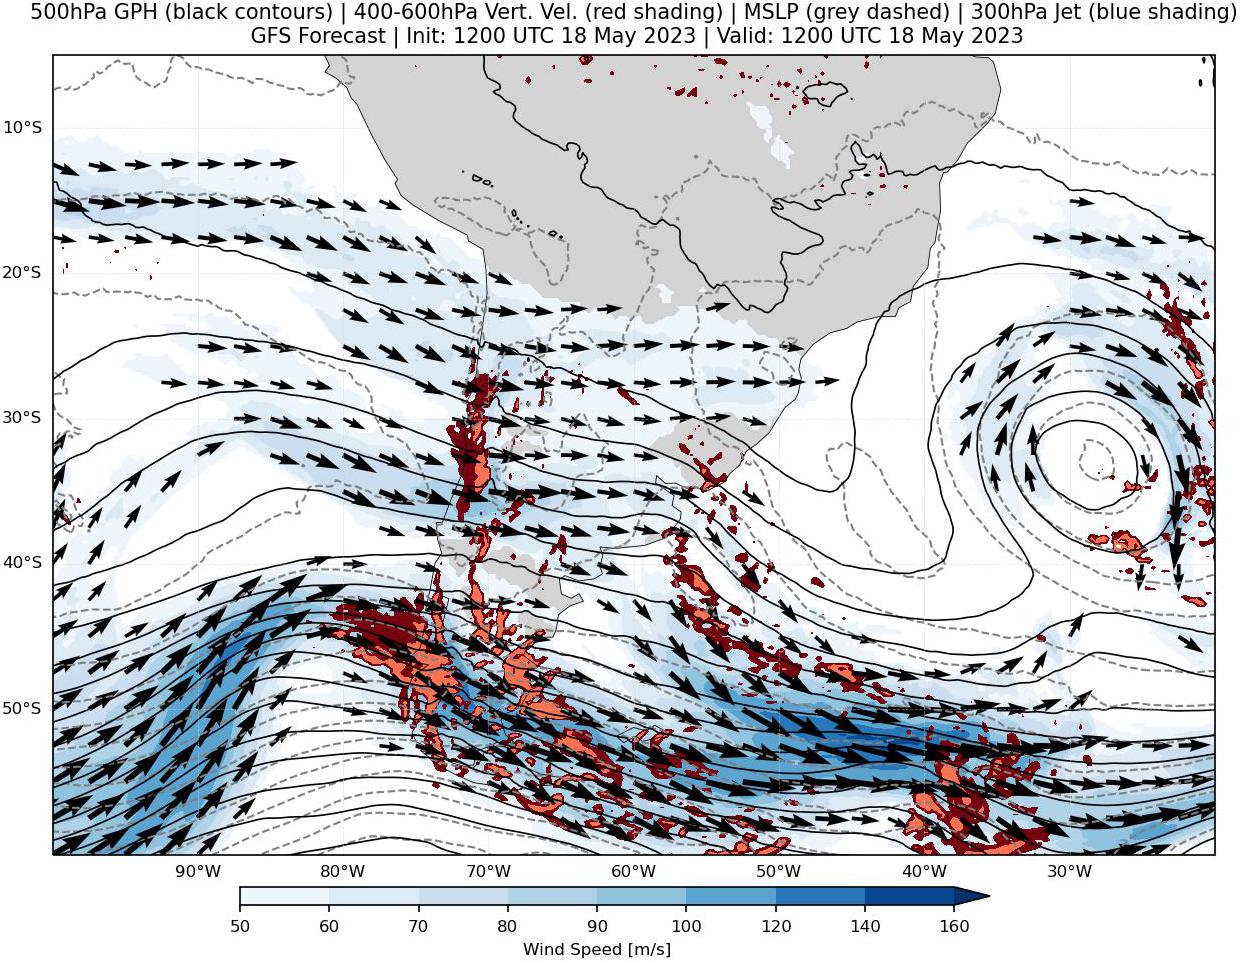 500hPa GPH (black contours) | 400-600hPa Vert. Vel. (red shading) | MSLP (grey dashed) | 300hPa Jet (blue shading)
GFS Forecast | Init: 1200 UTC 18 May 2023 | Valid: 1200 UTC 18 May 2023
10°S
20°S
30°S
40°S
50°S
90°W 80°W 70°W 60°W 50°W 40°W 30°W
50 60 70 80 90 100 120 140 160
Wind Speed [m/s]